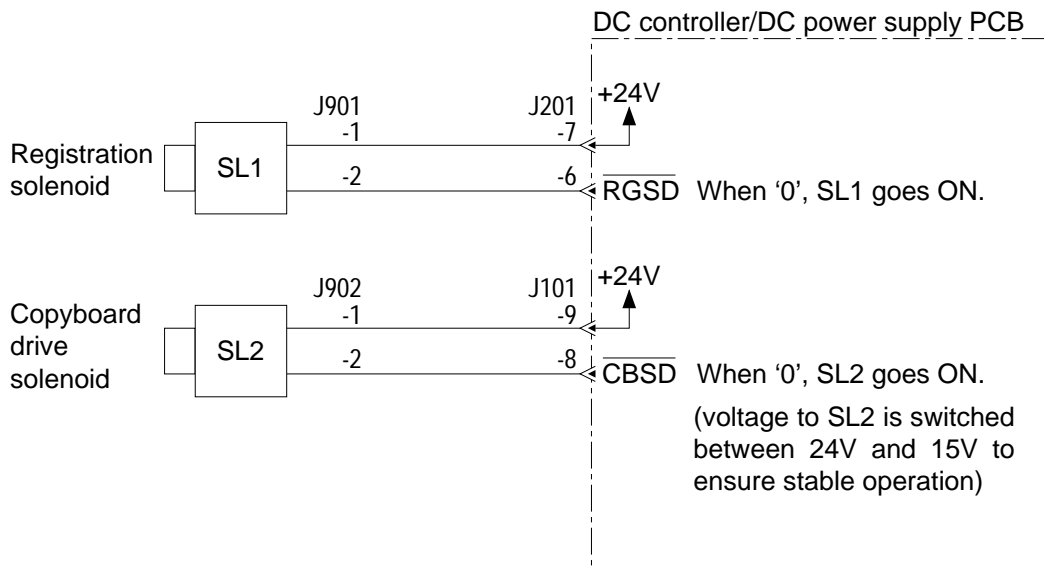 DC controller/DC power supply PCB
J901
J201
+24V
-1
-7
Registration
solenoid
SL1
-2
-6
RGSD When ‘0’, SL1 goes ON.
J902
J101
+24V
-1
-9
Copyboard
drive
solenoid
SL2
-2
-8
CBSD When ‘0’, SL2 goes ON.
(voltage to SL2 is switched
between 24V and 15V to
ensure stable operation)